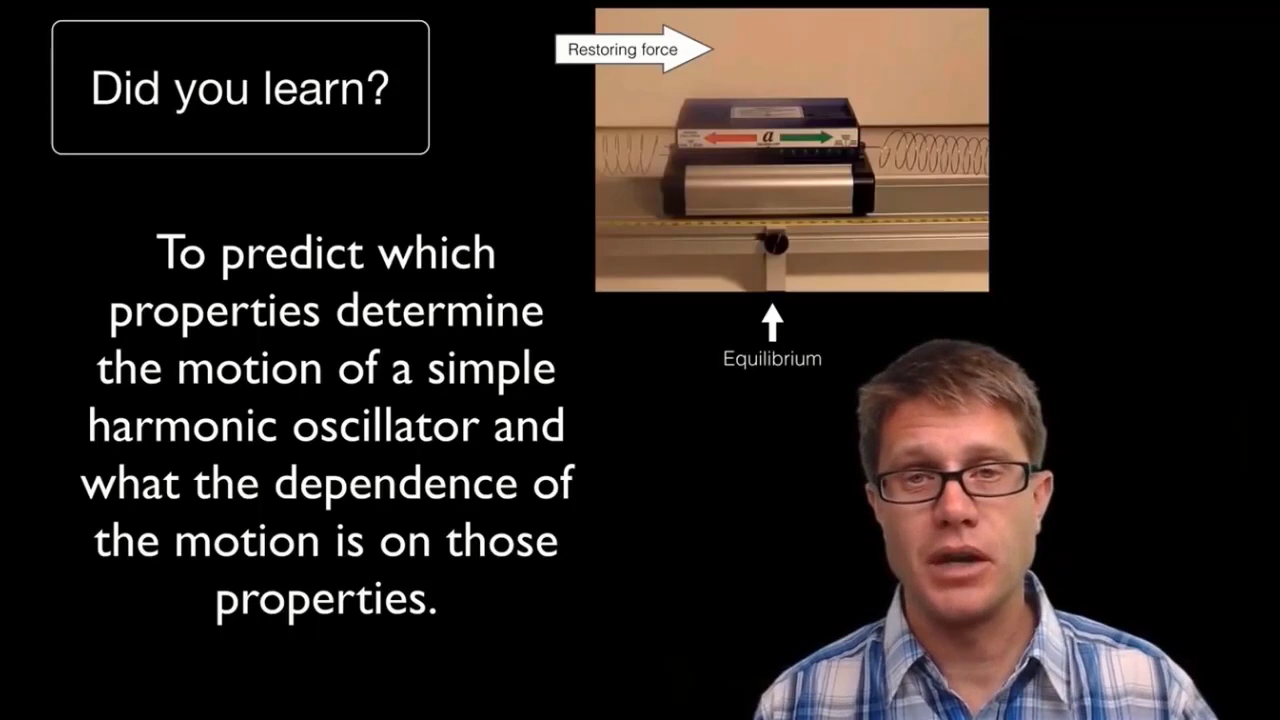 Did you learn?
Restoring force
a
Equilibrium
To predict which
properties determine
the motion of a simple
harmonic oscillator and
what the dependence of
the motion is on those
properties.